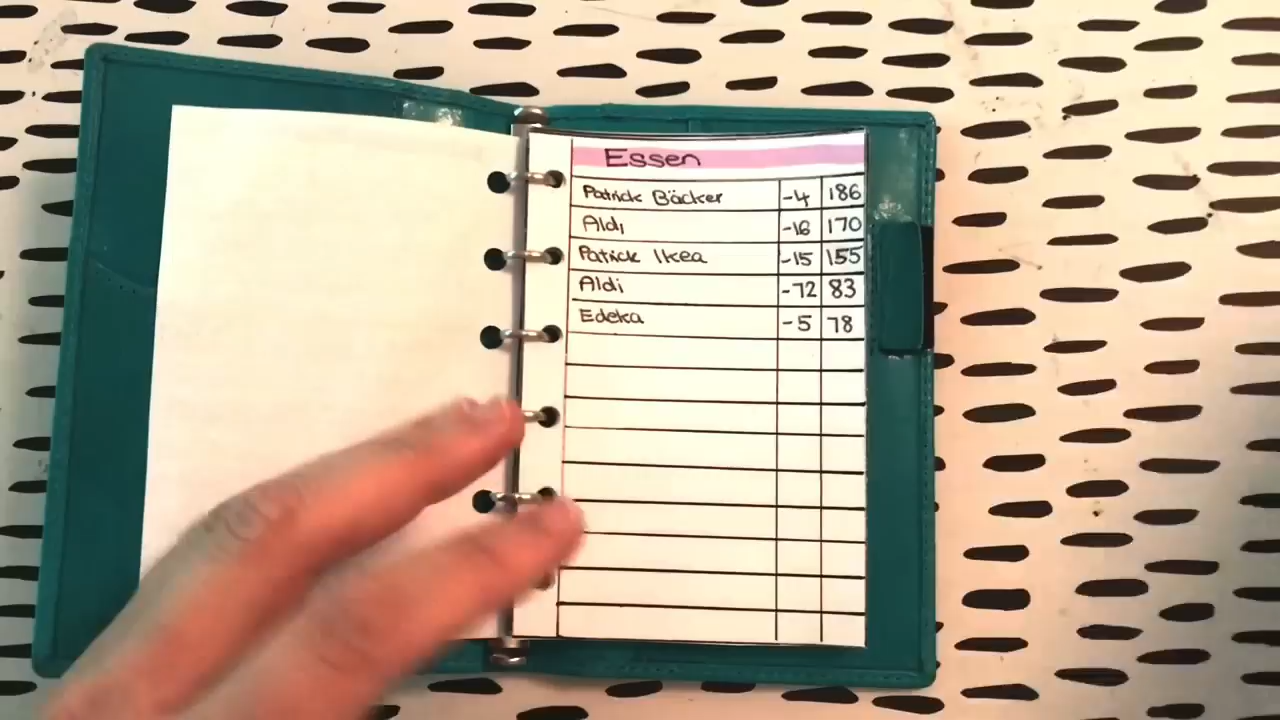 Essen
Patrick Bäcker -4 186
Aldi -16 170
Patrick Ikea -15 155
Aldi -72 83
Edeka -5 78